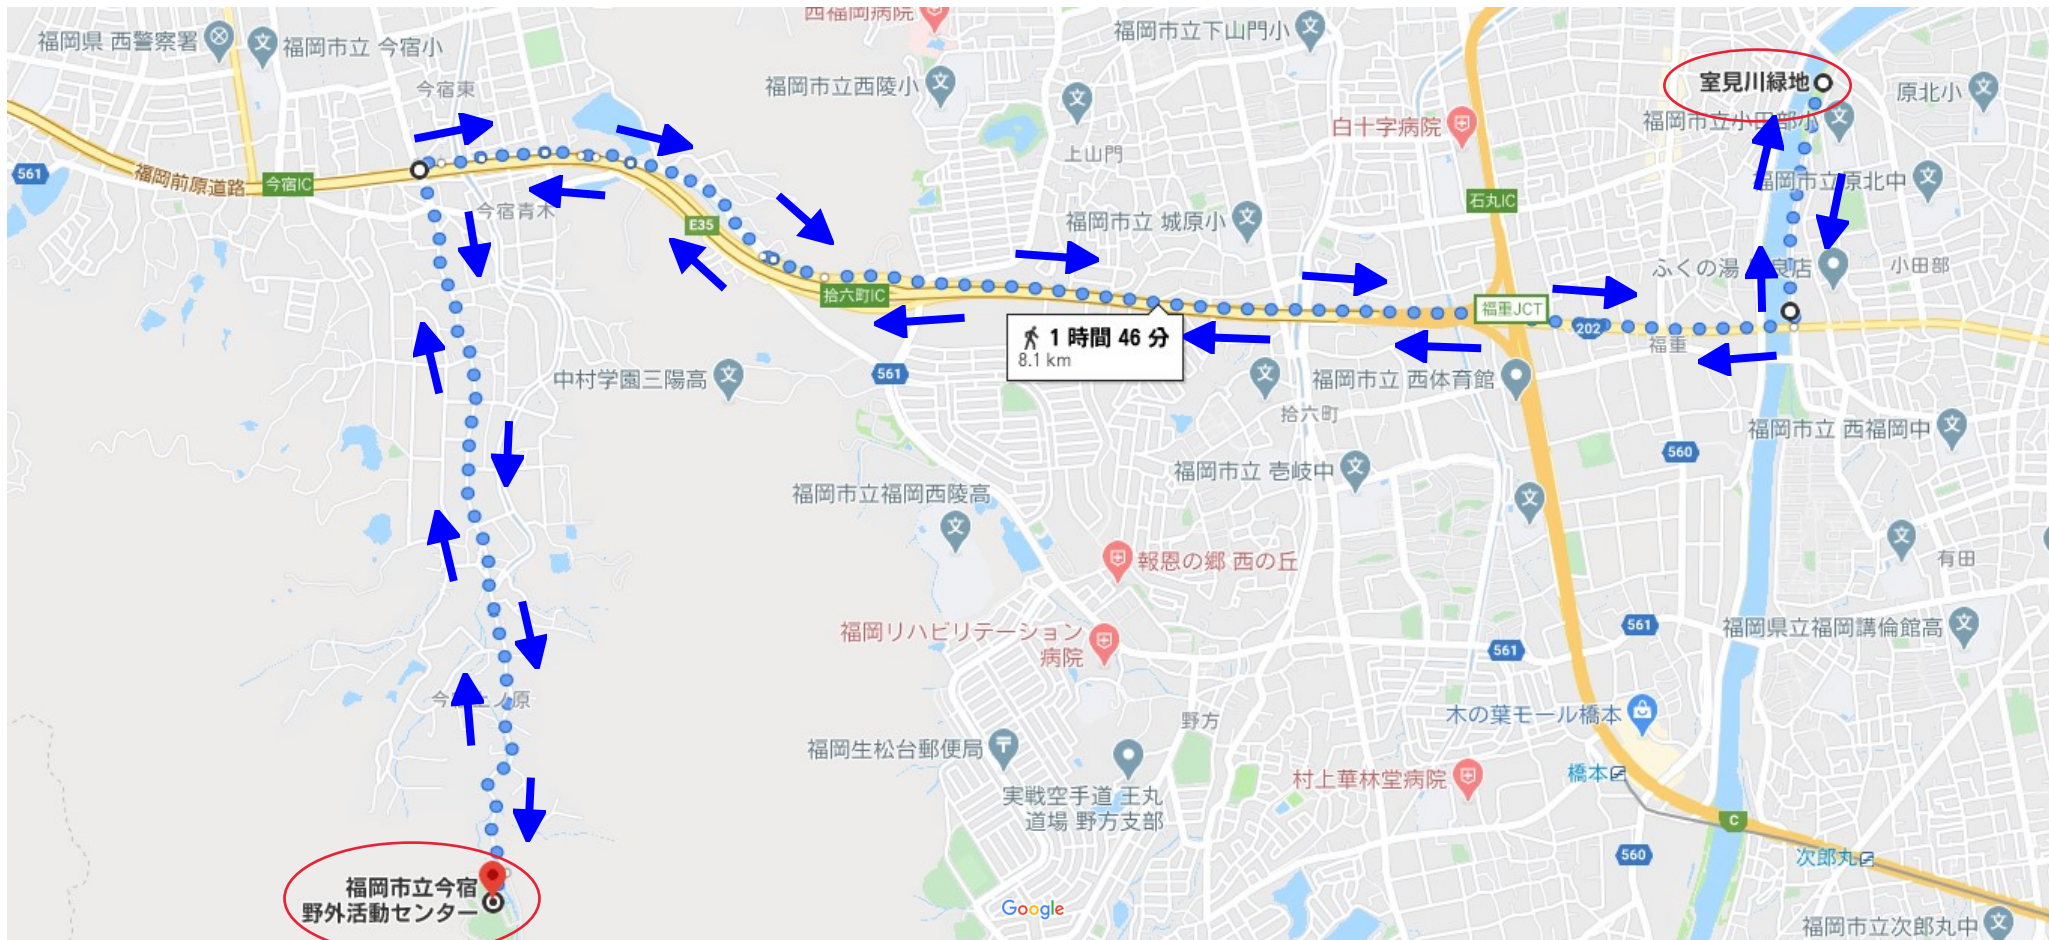 西福岡病院
福岡県 西警察署
福岡市立 今宿小
福岡市立下山門小
今宿東
福岡市立西陵小
室見川緑地
原北小
白十字病院
福岡市立小田部小
上山門
561
福岡前原道路
今宿IC
福岡市立原北中
今宿青木
E35
福岡市立 城原小
石丸IC
ふくの湯
良店
小田部
拾六町IC
福重JCT
202
1 時間 46 分
8.1 km
福重
中村学園三陽高
561
福岡市立 西体育館
拾六町
福岡市立 西福岡中
560
福岡市立 壱岐中
福岡市立福岡西陵高
報恩の郷 西の丘
有田
福岡リハビリテーション
病院
561
561
福岡県立福岡講倫館高
ノ原
野方
木の葉モール橋本
福岡生松台郵便局
村上華林堂病院
橋本
実戦空手道 王丸
道場 野方支部
C
560
次郎丸
福岡市立今宿
野外活動センター
Google
福岡市立次郎丸中